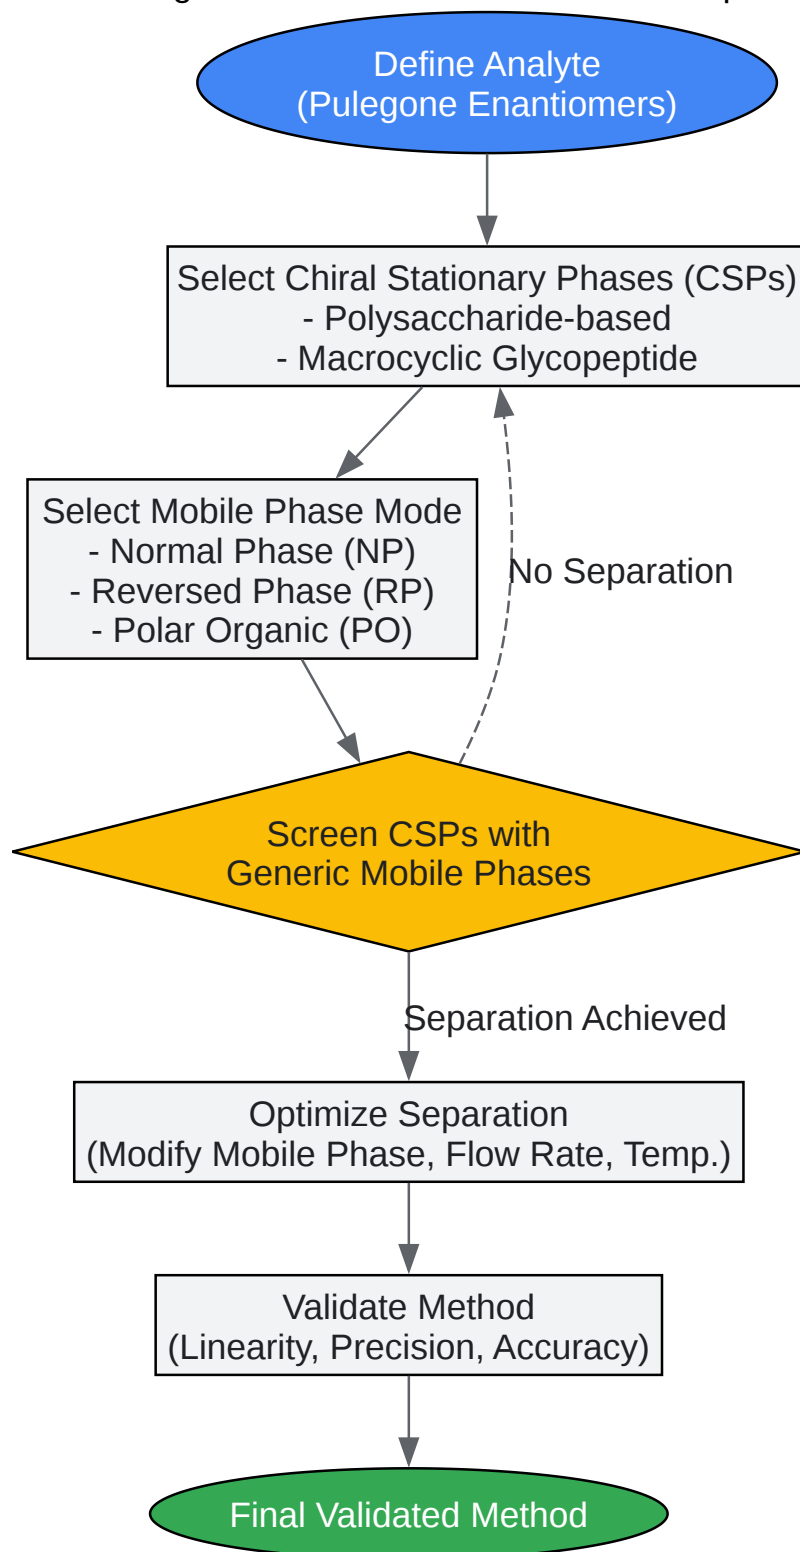 Define Analyte
(Pulegone Enantiomers)
Select Chiral Stationary Phases (CSPs)
- Polysaccharide-based
- Macrocyclic Glycopeptide
Select Mobile Phase Mode
- Normal Phase (NP)
- Reversed Phase (RP)
- Polar Organic (PO)
No Separation
Screen CSPs with
Generic Mobile Phases
Separation Achieved
Optimize Separation
(Modify Mobile Phase, Flow Rate, Temp.)
Validate Method
(Linearity, Precision, Accuracy)
Final Validated Method